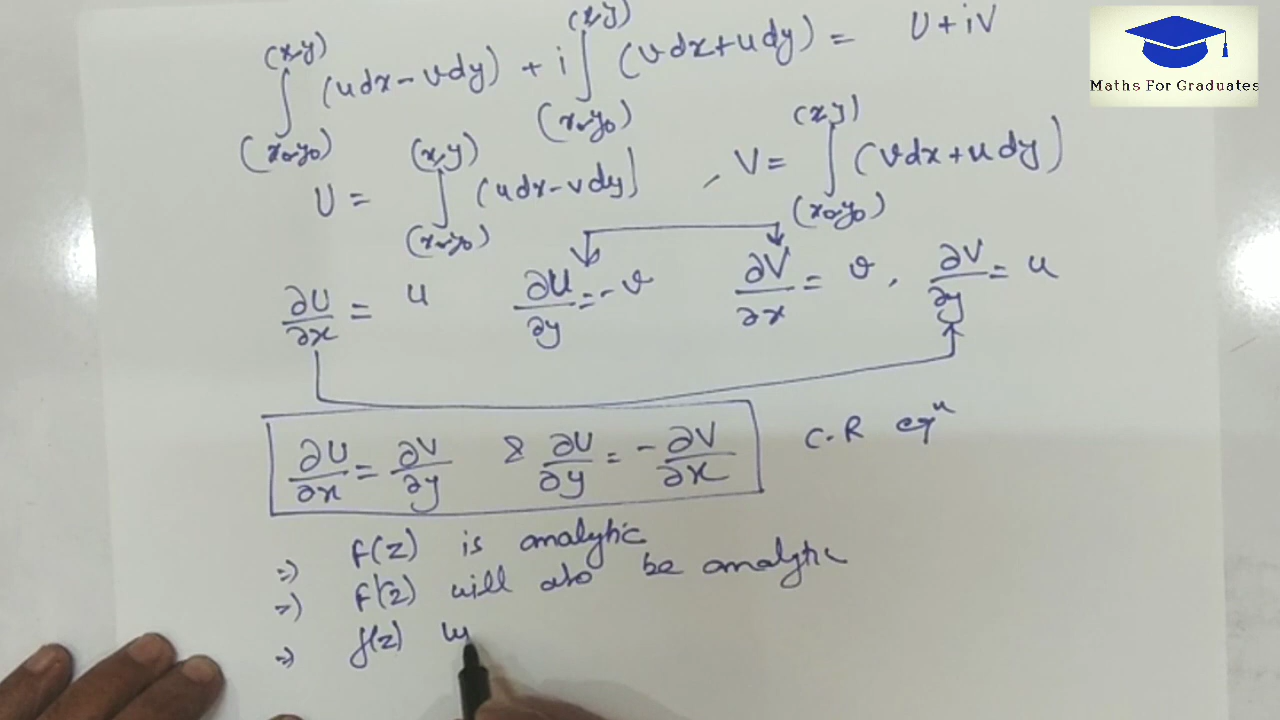 ∫_(x₀,y₀)^(x,y) (udx - vdy) + i ∫_(x₀,y₀)^(x,y) (vdx + udy) = U + iV
Maths For Graduates
U = ∫_(x₀,y₀)^(x,y) (udx - vdy) , V = ∫_(x₀,y₀)^(x,y) (vdx + udy)
∂U/∂x = u ∂U/∂y = -v ∂V/∂x = v , ∂V/∂y = u
∂U/∂x = ∂V/∂y & ∂U/∂y = -∂V/∂x C-R eqⁿ
⇒ F(z) is analytic
⇒ F'(z) will also be analytic
⇒ f(z) w